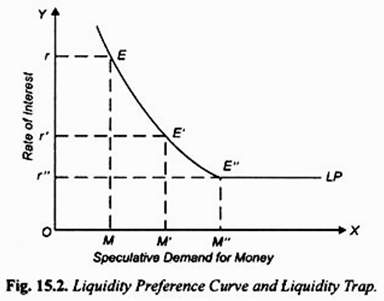 Y
r
E
Rate of Interest
r'
E'
r"
E"
LP
O
M
M'
M"
X
Speculative Demand for Money
Fig. 15.2. Liquidity Preference Curve and Liquidity Trap.